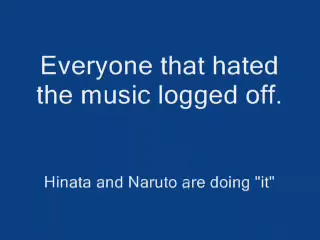 Everyone that hated
the music logged off.
Hinata and Naruto are doing "it"